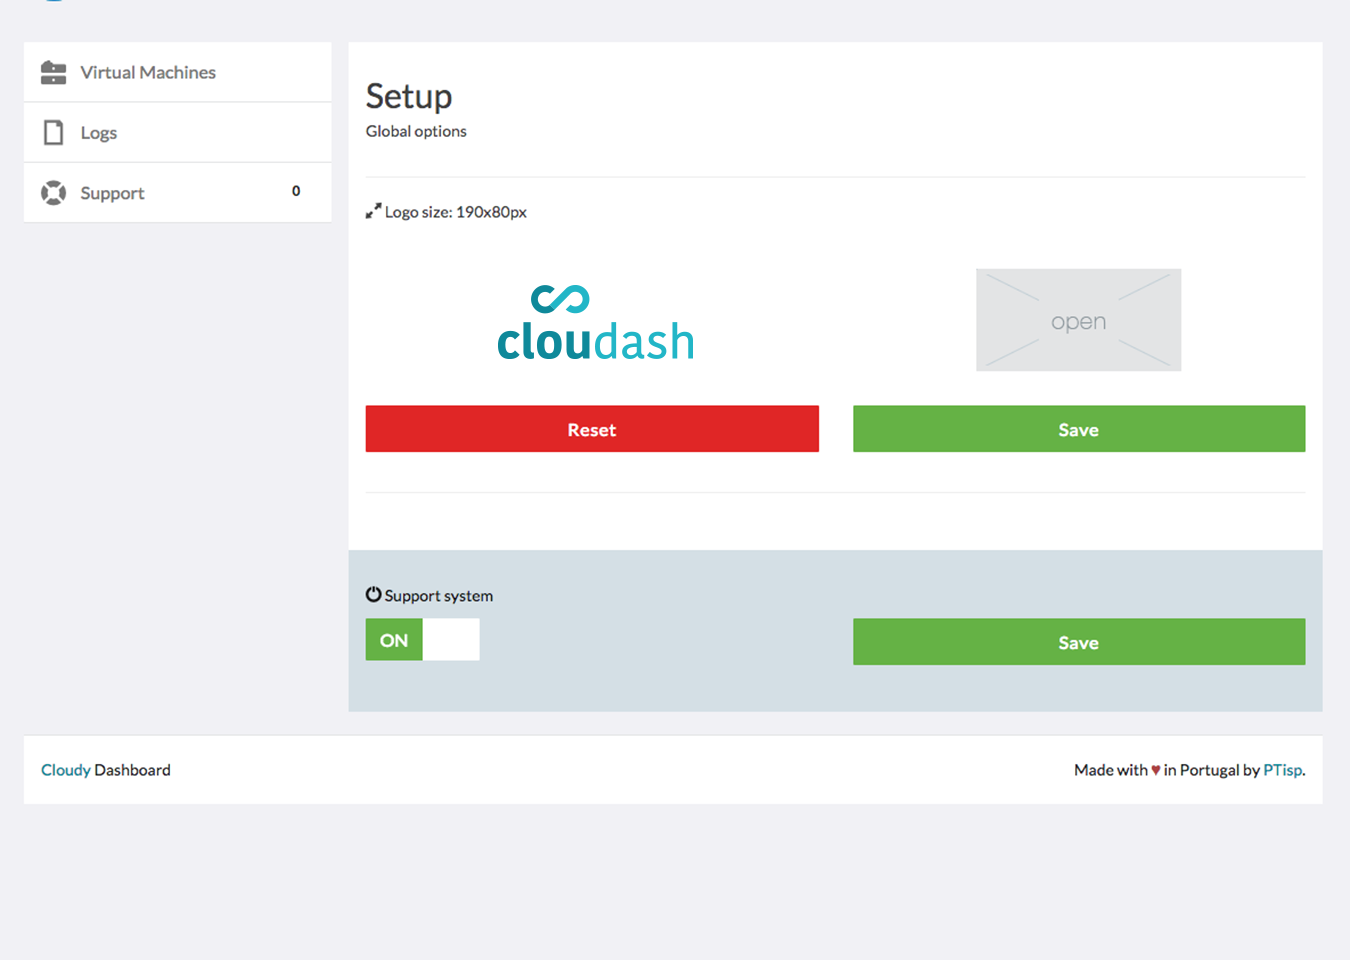 Virtual Machines
Logs
Support 0
Setup
Global options
Logo size: 190x80px
cloudash
open
Reset
Save
Support system
ON
Save
Cloudy Dashboard
Made with ♥ in Portugal by PTisp.